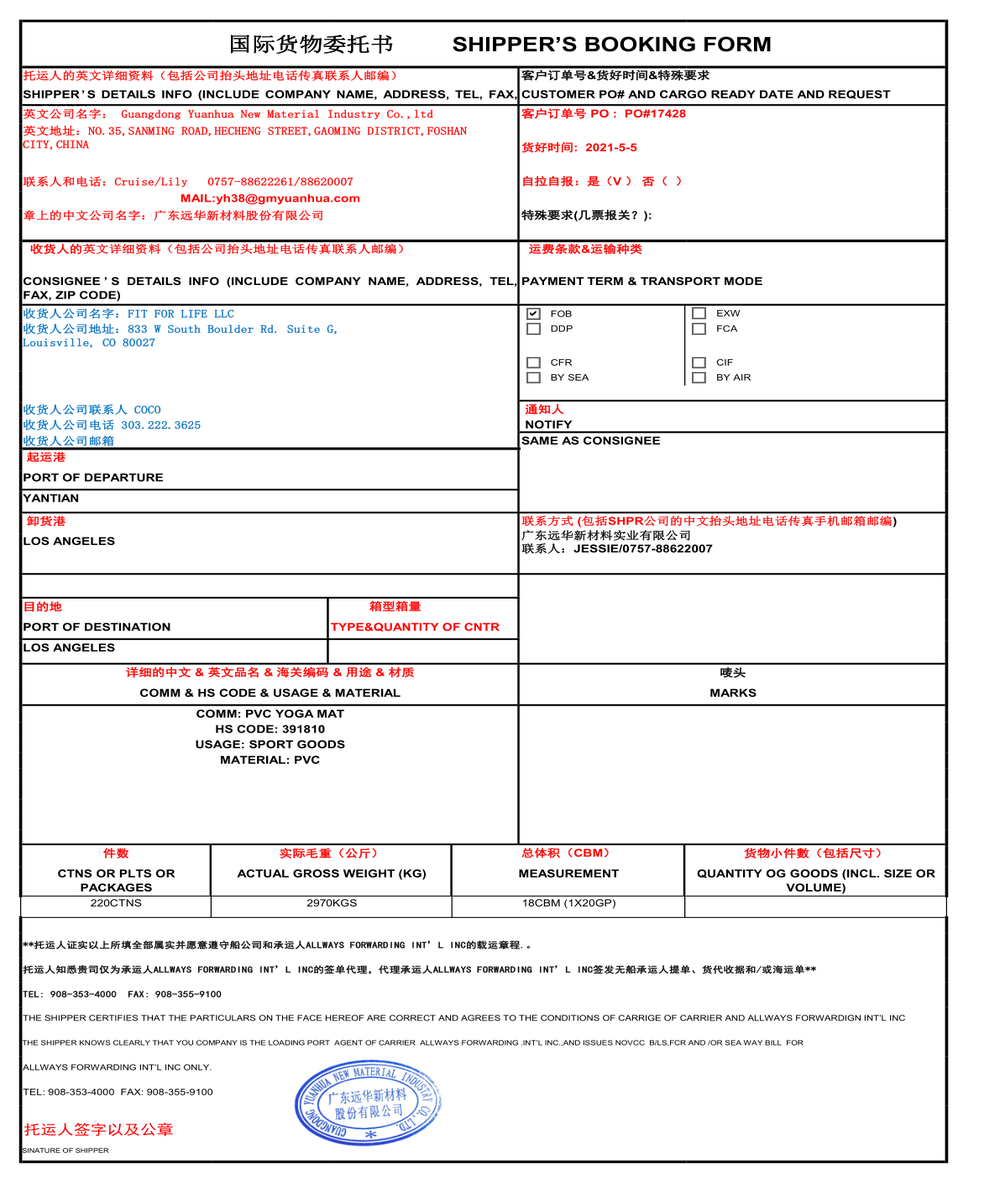 国际货物委托书 SHIPPER'S BOOKING FORM
托运人的英文详细资料（包括公司抬头地址电话传真联系人邮编）
SHIPPER'S DETAILS INFO (INCLUDE COMPANY NAME, ADDRESS, TEL, FAX,
客户订单号&货好时间&特殊要求
CUSTOMER PO# AND CARGO READY DATE AND REQUEST
英文公司名字: Guangdong Yuanhua New Material Industry Co.,ltd
英文地址: NO.35,SANMING ROAD,HECHENG STREET,GAOMING DISTRICT,FOSHAN
CITY,CHINA
联系人和电话: Cruise/Lily 0757-88622261/88620007
MAIL:yh38@gmyuanhua.com
章上的中文公司名字: 广东远华新材料股份有限公司
客户订单号 PO : PO#17428
货好时间: 2021-5-5
自拉自报: 是（V ） 否（ ）
特殊要求(几票报关? ):
收货人的英文详细资料（包括公司抬头地址电话传真联系人邮编）
CONSIGNEE'S DETAILS INFO (INCLUDE COMPANY NAME, ADDRESS, TEL,
FAX, ZIP CODE)
运费条款&运输种类
PAYMENT TERM & TRANSPORT MODE
收货人公司名字: FIT FOR LIFE LLC
收货人公司地址: 833 W South Boulder Rd. Suite G,
Louisville, CO 80027
收货人公司联系人 COCO
收货人公司电话 303.222.3625
收货人公司邮箱
FOB EXW
DDP FCA
CFR CIF
BY SEA BY AIR
通知人
NOTIFY
SAME AS CONSIGNEE
起运港
PORT OF DEPARTURE
YANTIAN
卸货港
LOS ANGELES
联系方式 (包括SHPR公司的中文抬头地址电话传真手机邮箱邮编)
广东远华新材料实业有限公司
联系人: JESSIE/0757-88622007
目的地 箱型箱量
PORT OF DESTINATION TYPE&QUANTITY OF CNTR
LOS ANGELES
详细的中文 & 英文品名 & 海关编码 & 用途 & 材质 唛头
COMM & HS CODE & USAGE & MATERIAL MARKS
COMM: PVC YOGA MAT
HS CODE: 391810
USAGE: SPORT GOODS
MATERIAL: PVC
件数 实际毛重（公斤） 总体积（CBM） 货物小件數（包括尺寸）
CTNS OR PLTS OR PACKAGES ACTUAL GROSS WEIGHT (KG) MEASUREMENT QUANTITY OG GOODS (INCL. SIZE OR VOLUME)
220CTNS 2970KGS 18CBM (1X20GP)
**托运人证实以上所填全部属实并愿意遵守船公司和承运人ALLWAYS FORWARDING INT' L INC的载运章程.。
托运人知悉贵司仅为承运人ALLWAYS FORWARDING INT' L INC的签单代理，代理承运人ALLWAYS FORWARDING INT' L INC签发无船承运人提单、货代收据和/或海运单**
TEL: 908-353-4000 FAX: 908-355-9100
THE SHIPPER CERTIFIES THAT THE PARTICULARS ON THE FACE HEREOF ARE CORRECT AND AGREES TO THE CONDITIONS OF CARRIGE OF CARRIER AND ALLWAYS FORWARDIGN INT'L INC
THE SHIPPER KNOWS CLEARLY THAT YOU COMPANY IS THE LOADING PORT AGENT OF CARRIER ALLWAYS FORWARDING .INT'L INC.,AND ISSUES NOVCC B/LS,FCR AND /OR SEA WAY BILL FOR
ALLWAYS FORWARDING INT'L INC ONLY.
TEL: 908-353-4000 FAX: 908-355-9100
GUANGDONG YUANHUA NEW MATERIAL INDUSTRY CO.,LTD.
广东远华新材料
股份有限公司
托运人签字以及公章
SINATURE OF SHIPPER